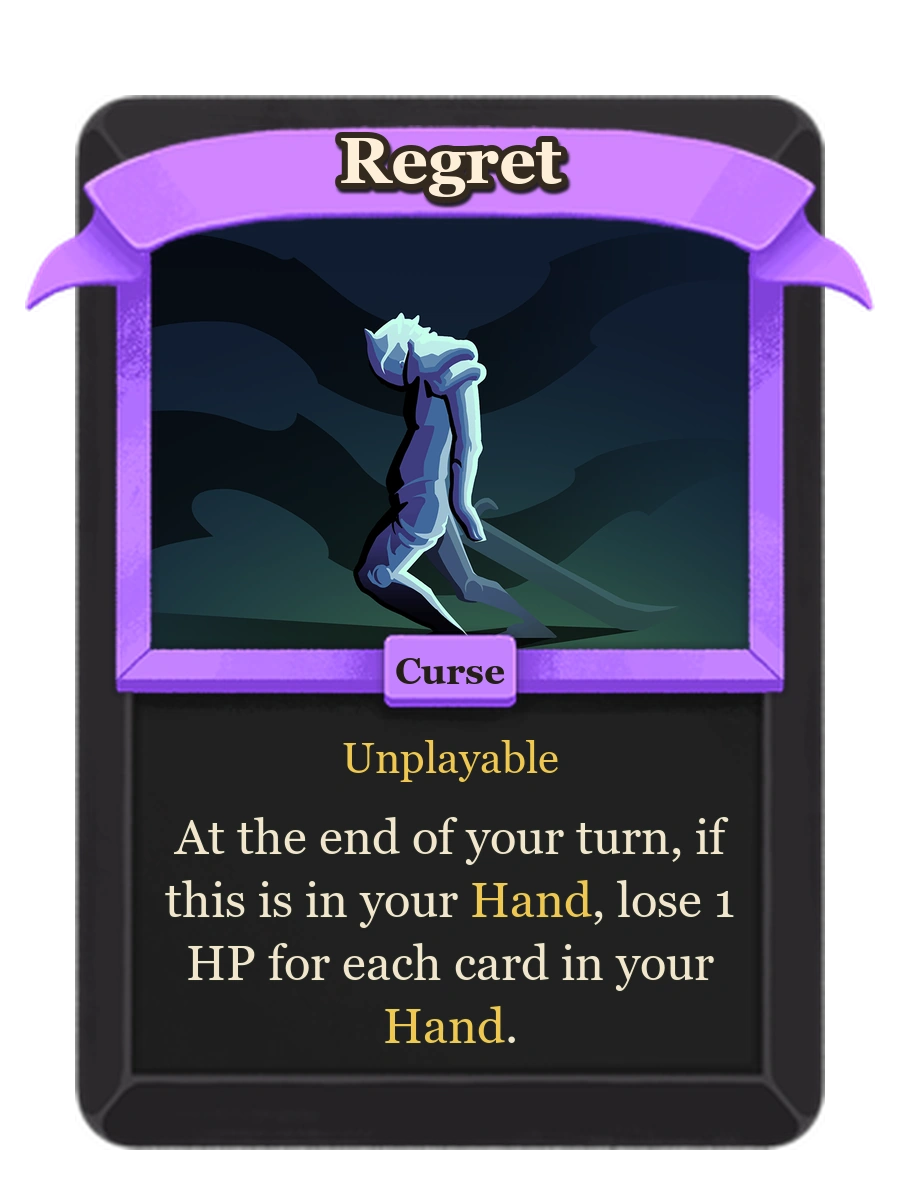 Regret
Curse
Unplayable
At the end of your turn, if
this is in your Hand, lose 1
HP for each card in your
Hand.